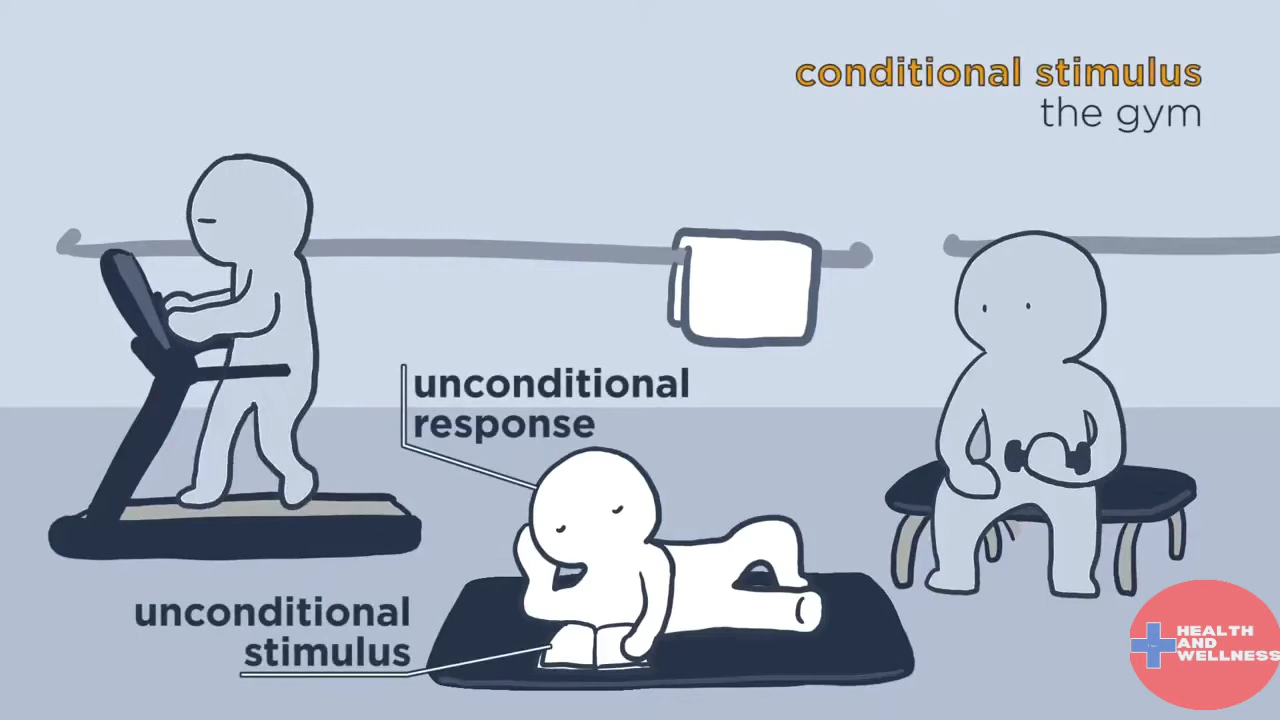 conditional stimulus
the gym
unconditional
response
unconditional
stimulus
HEALTH
AND
WELLNESS